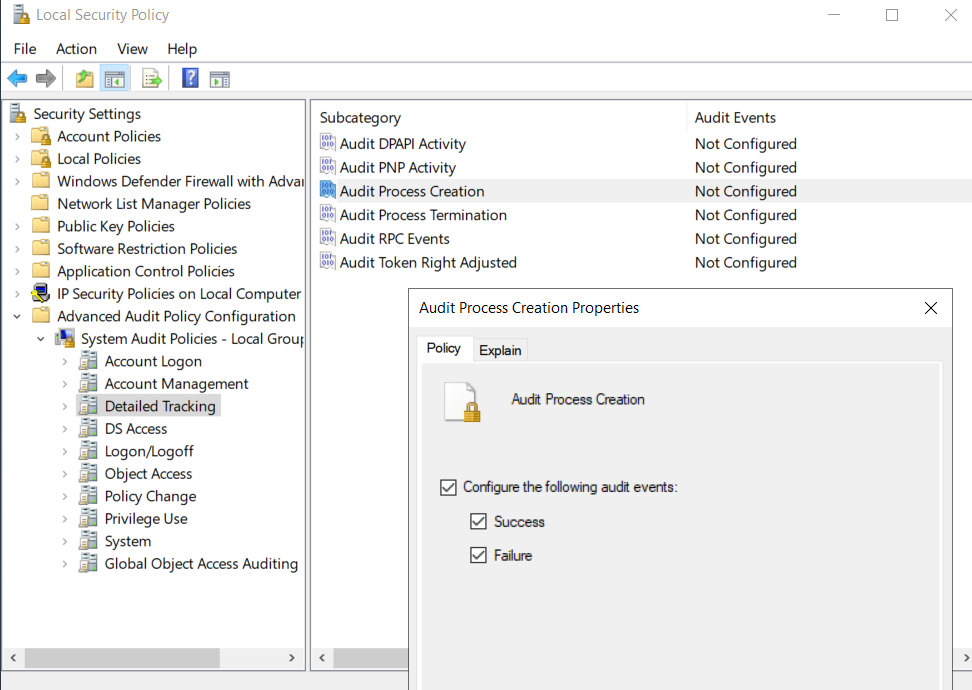 Local Security Policy
File Action View Help
Security Settings
Account Policies
Local Policies
Windows Defender Firewall with Advan
Network List Manager Policies
Public Key Policies
Software Restriction Policies
Application Control Policies
IP Security Policies on Local Computer
Advanced Audit Policy Configuration
System Audit Policies - Local Group
Account Logon
Account Management
Detailed Tracking
DS Access
Logon/Logoff
Object Access
Policy Change
Privilege Use
System
Global Object Access Auditing
Subcategory Audit Events
Audit DPAPI Activity Not Configured
Audit PNP Activity Not Configured
Audit Process Creation Not Configured
Audit Process Termination Not Configured
Audit RPC Events Not Configured
Audit Token Right Adjusted Not Configured
Audit Process Creation Properties
Policy Explain
Audit Process Creation
Configure the following audit events:
Success
Failure